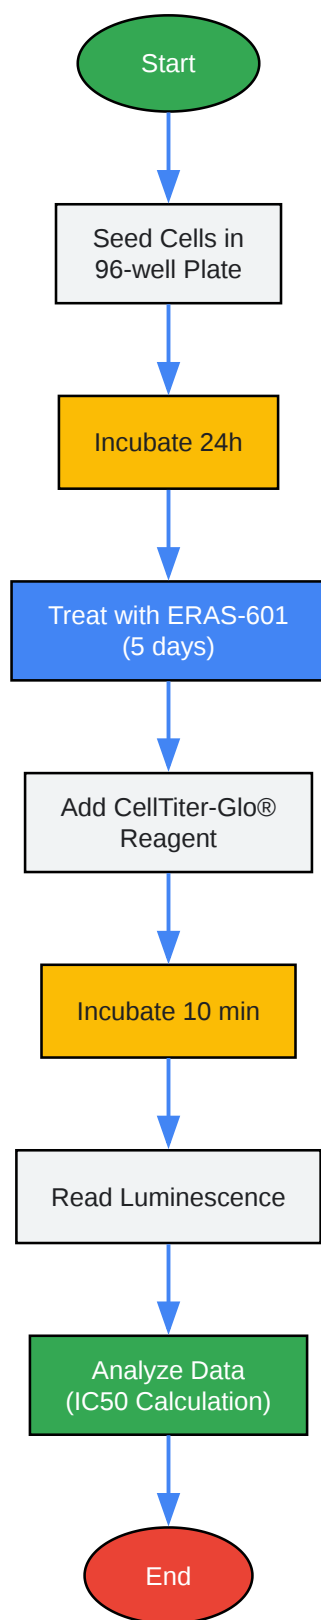 Start
Seed Cells in
96-well Plate
Incubate 24h
Treat with ERAS-601
(5 days)
Add CellTiter-Glo®
Reagent
Incubate 10 min
Read Luminescence
Analyze Data
(IC50 Calculation)
End